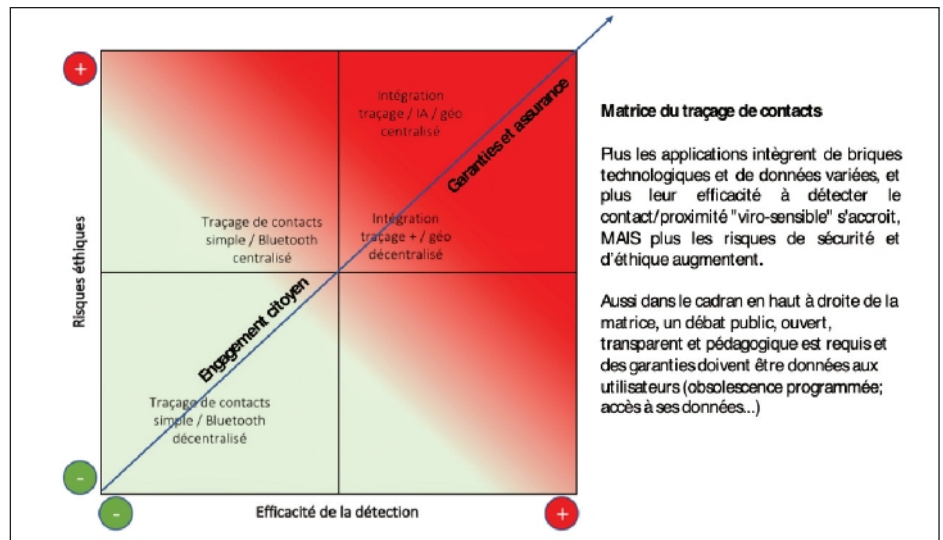 +
Intégration
traçage / IA / géo
centralisé
Garanties et assurance
Traçage de contacts
simple / Bluetooth
centralisé
Intégration
traçage + / géo
décentralisé
Risques éthiques
Engagement citoyen
Traçage de contacts
simple / Bluetooth
décentralisé
-
-
Efficacité de la détection
+
Matrice du traçage de contacts
Plus les applications intègrent de briques
technologiques et de données variées, et
plus leur efficacité à détecter le
contact/proximité "viro-sensible" s'accroit,
MAIS plus les risques de sécurité et
d'éthique augmentent.
Aussi dans le cadran en haut à droite de la
matrice, un débat public, ouvert,
transparent et pédagogique est requis et
des garanties doivent être données aux
utilisateurs (obsolescence programmée;
accès à ses données...)